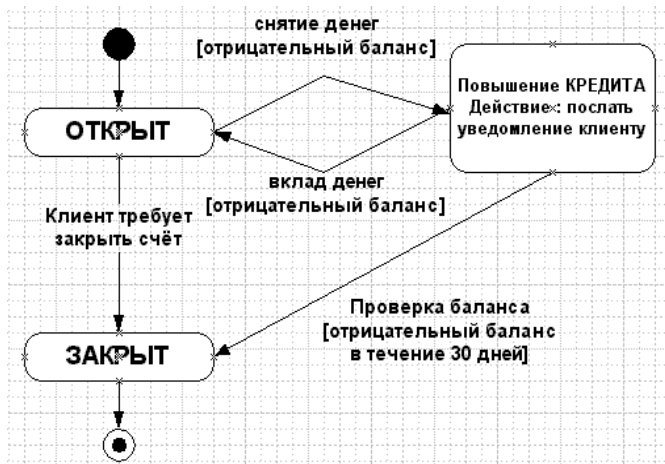 снятие денег
[отрицательный баланс]
Повышение КРЕДИТА
Действие: послать
уведомление клиенту
ОТКРЫТ
вклад денег
[отрицательный баланс]
Клиент требует
закрыть счёт
Проверка баланса
[отрицательный баланс
в течение 30 дней]
ЗАКРЫТ